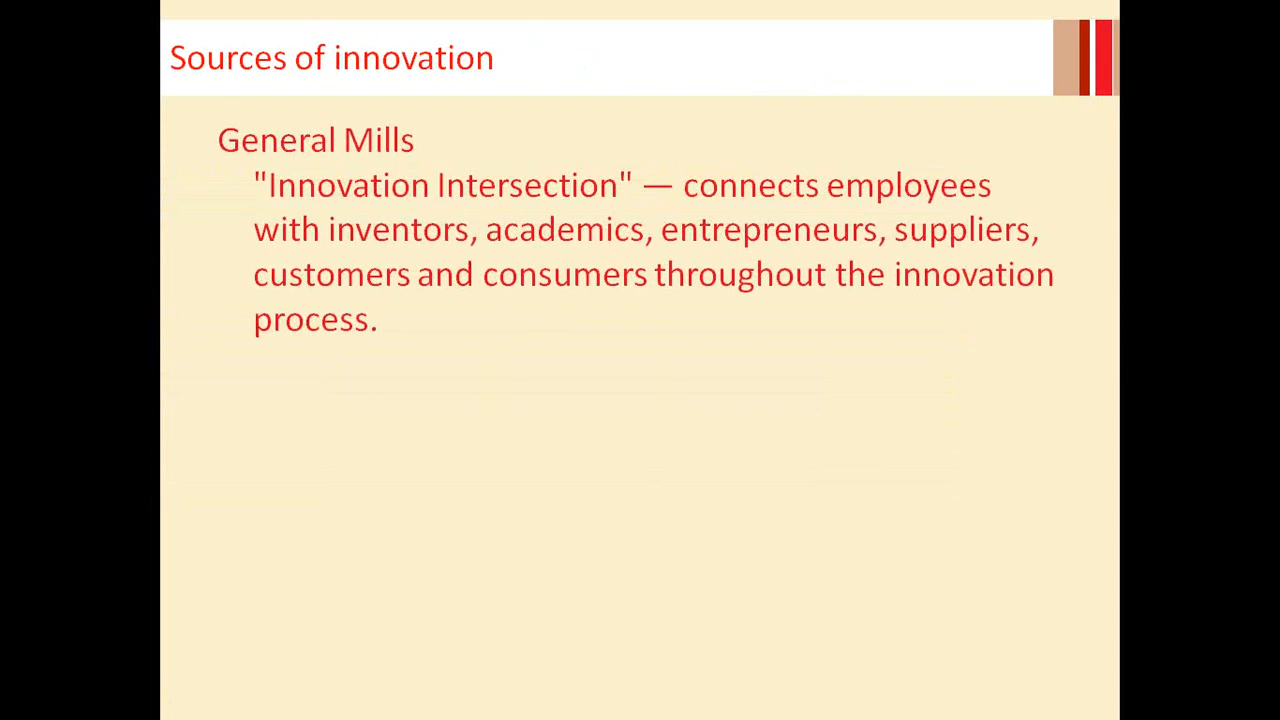 Sources of innovation
General Mills
"Innovation Intersection" — connects employees
with inventors, academics, entrepreneurs, suppliers,
customers and consumers throughout the innovation
process.